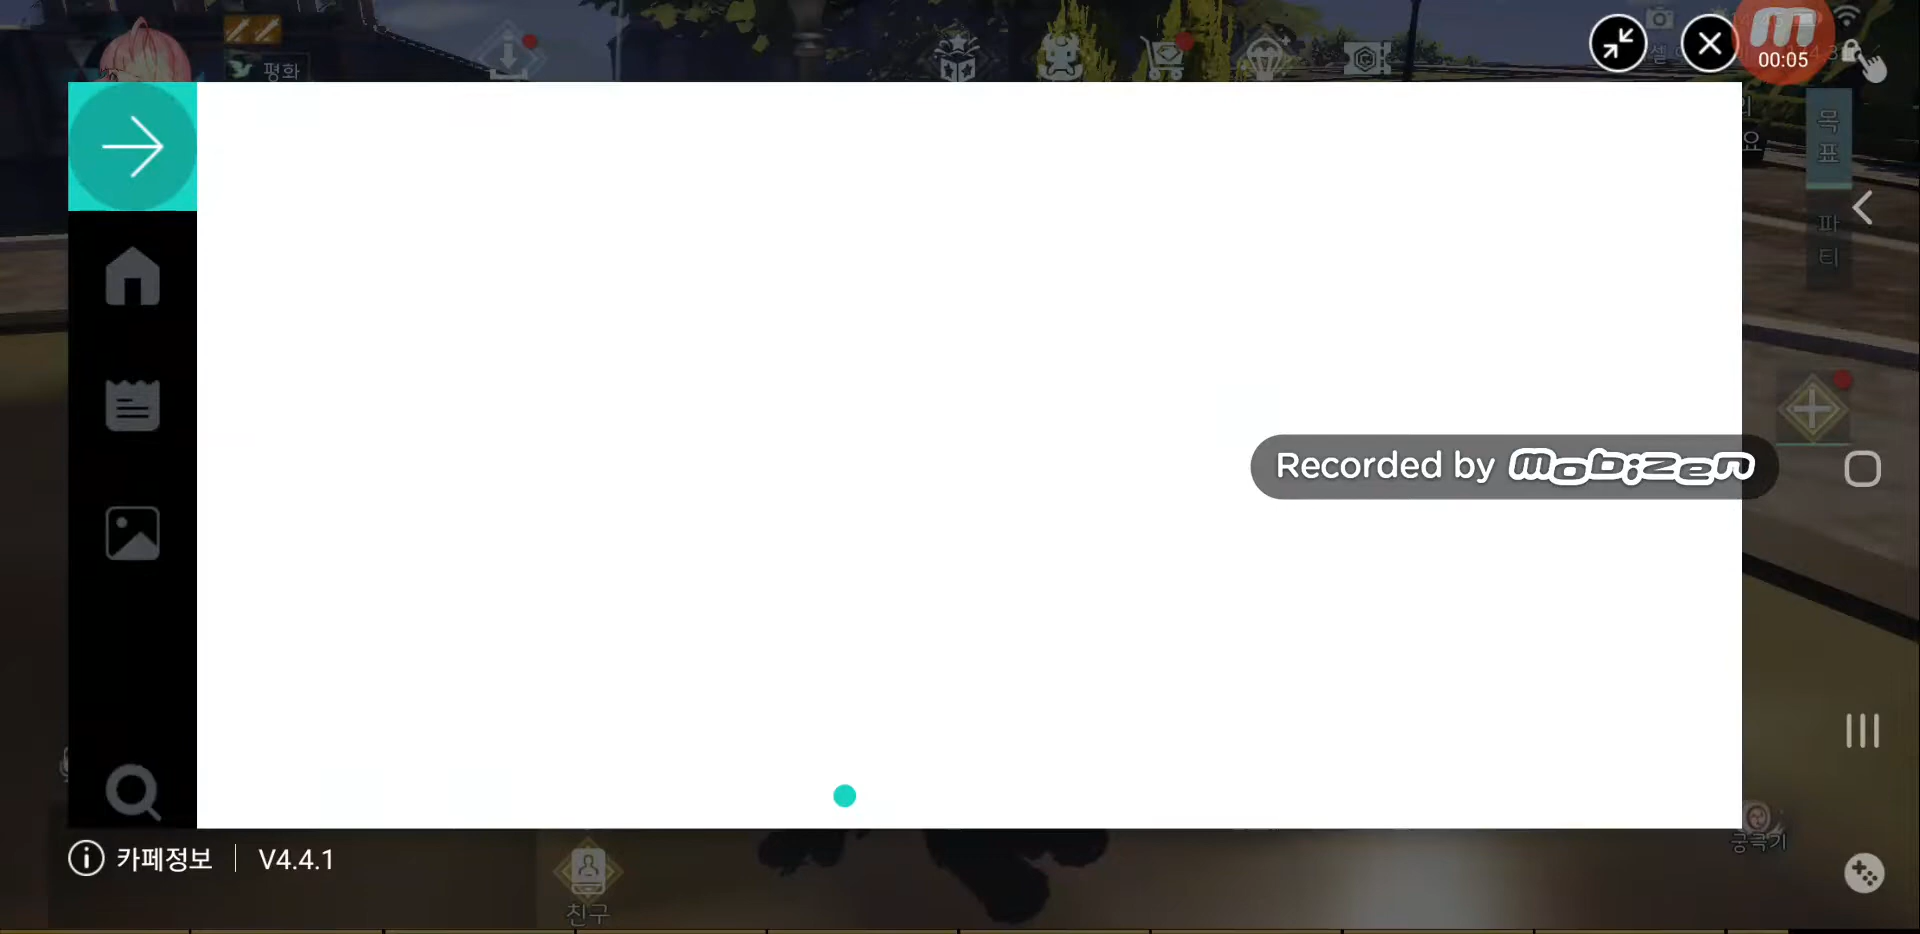 평화
00:05
목표
파티
Recorded by mobizen
궁극기
카페정보 V4.4.1
친구